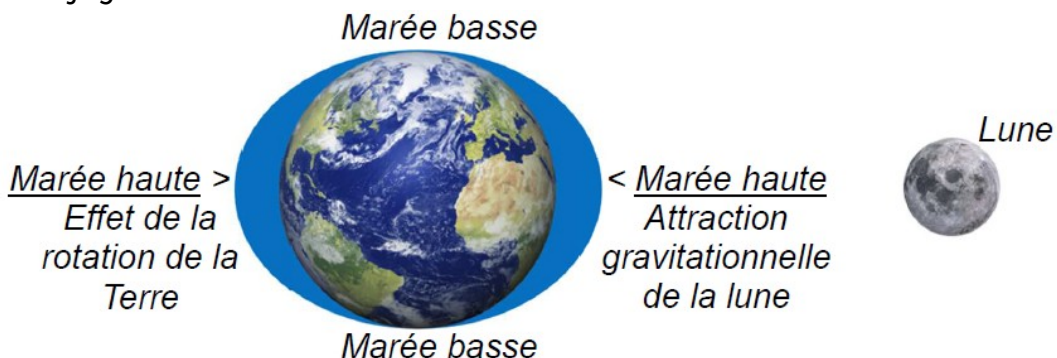 Marée basse
Lune
Marée haute >
Effet de la
rotation de la
Terre
< Marée haute
Attraction
gravitationnelle
de la lune
Marée basse